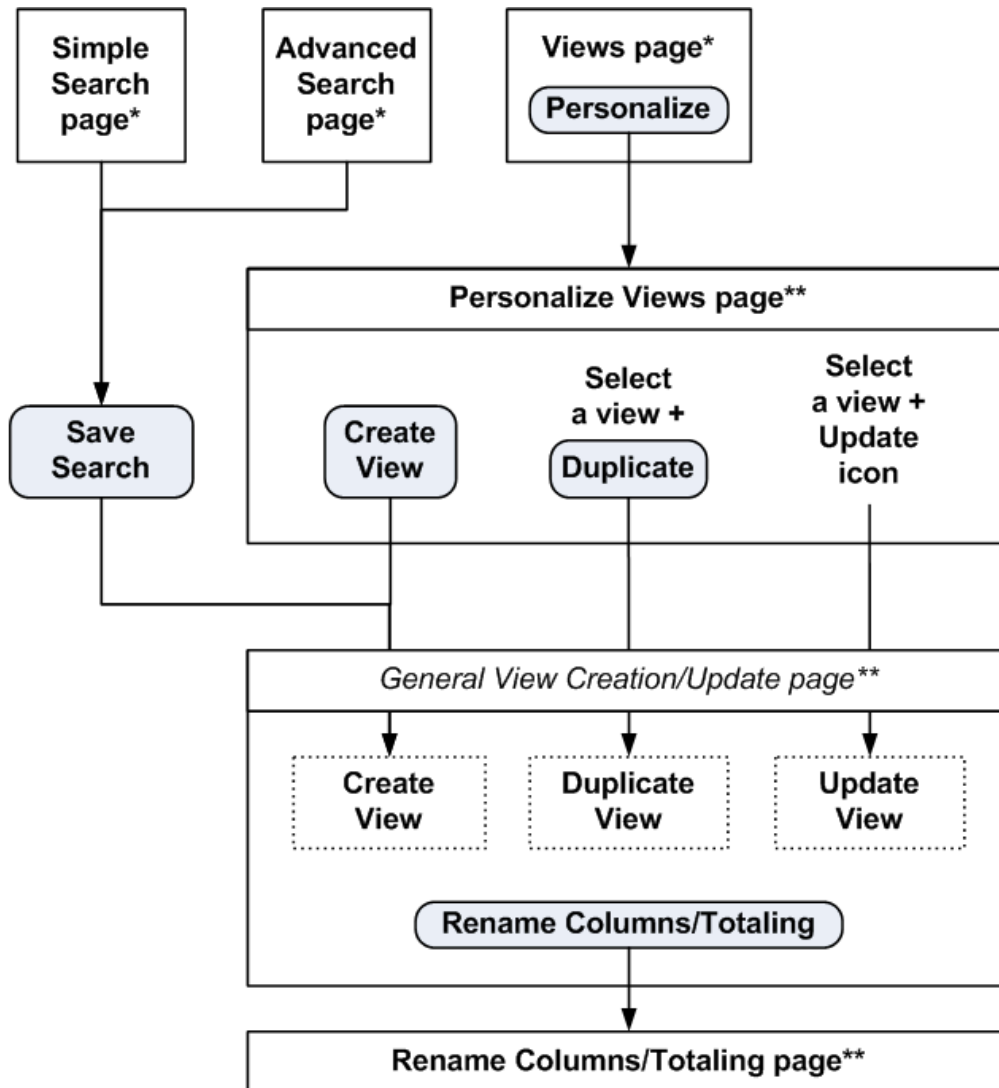 Simple
Search
page*
Advanced
Search
page*
Views page*
Personalize
Personalize Views page**
Save
Search
Create
View
Select
a view +
Duplicate
Select
a view +
Update
icon
General View Creation/Update page**
Create
View
Duplicate
View
Update
View
Rename Columns/Totaling
Rename Columns/Totaling page**